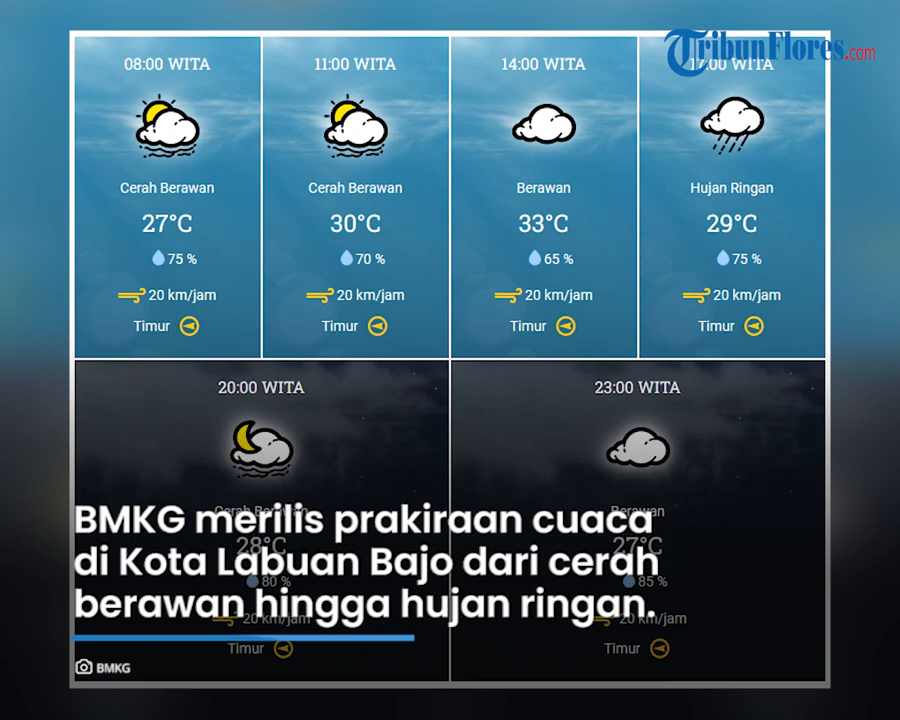 TribunFlores.com
08:00 WITA
11:00 WITA
14:00 WITA
17:00 WITA
Cerah Berawan
Cerah Berawan
Berawan
Hujan Ringan
27°C
30°C
33°C
29°C
75 %
70 %
65 %
75 %
20 km/jam
20 km/jam
20 km/jam
20 km/jam
Timur
Timur
Timur
Timur
20:00 WITA
23:00 WITA
Cerah Berawan
Berawan
28°C
27°C
80 %
85 %
20 km/jam
20 km/jam
Timur
Timur
BMKG merilis prakiraan cuaca
di Kota Labuan Bajo dari cerah
berawan hingga hujan ringan.
BMKG